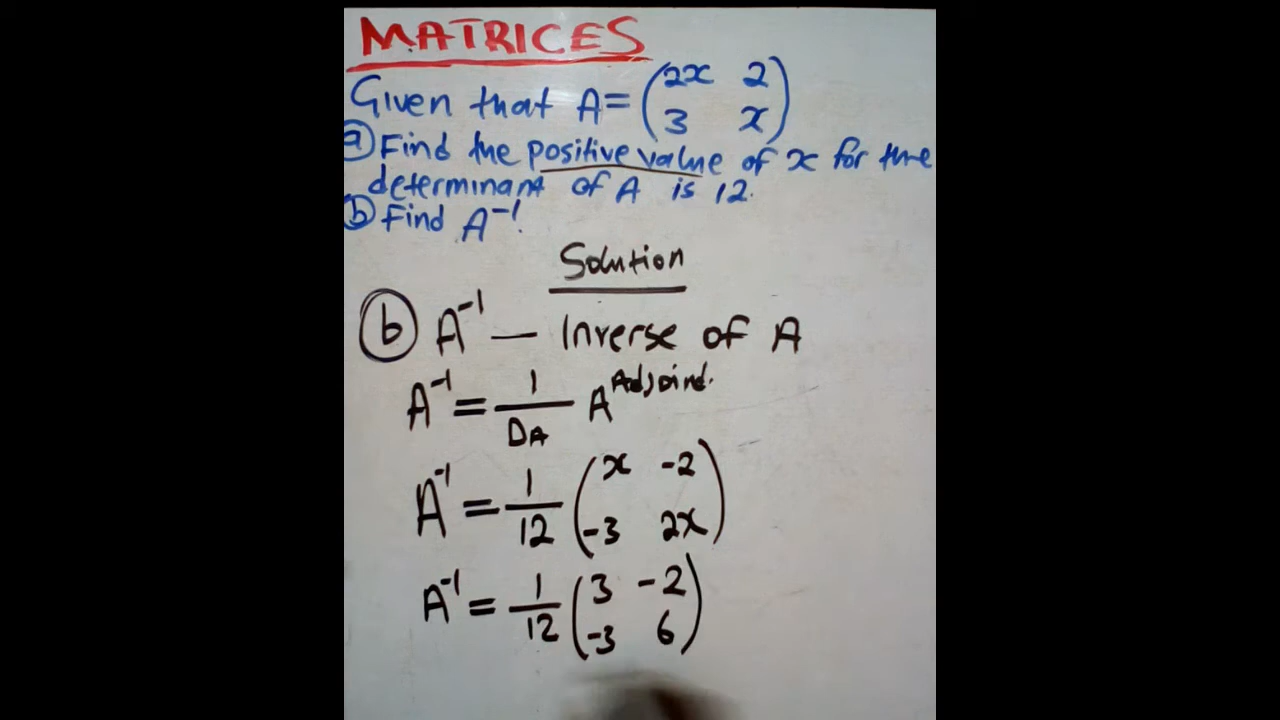 MATRICES
Given that A = (2x 2
3 x)
a) Find the positive value of x for the
determinant of A is 12.
b) Find A⁻¹.
Solution
b) A⁻¹ — Inverse of A
A⁻¹ = 1/DA A^Adjoind.
A⁻¹ = 1/12 (x -2
-3 2x)
A⁻¹ = 1/12 (3 -2
-3 6)